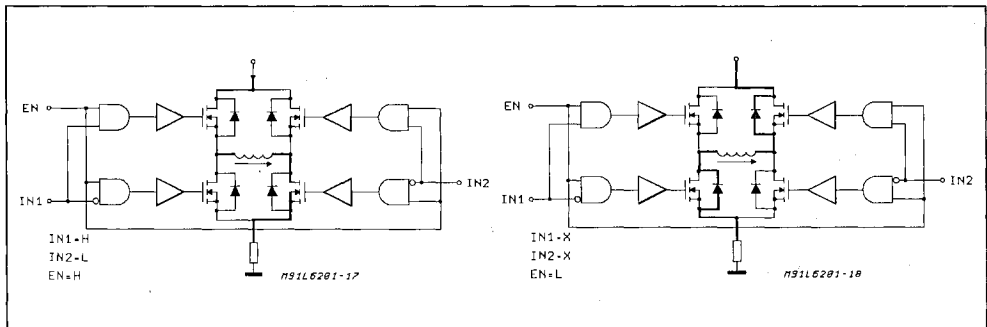 EN
IN1
IN2
IN1=H
IN2=L
EN=H
M91L6201-17
EN
IN1
IN2
IN1=X
IN2=X
EN=L
M91L6201-18